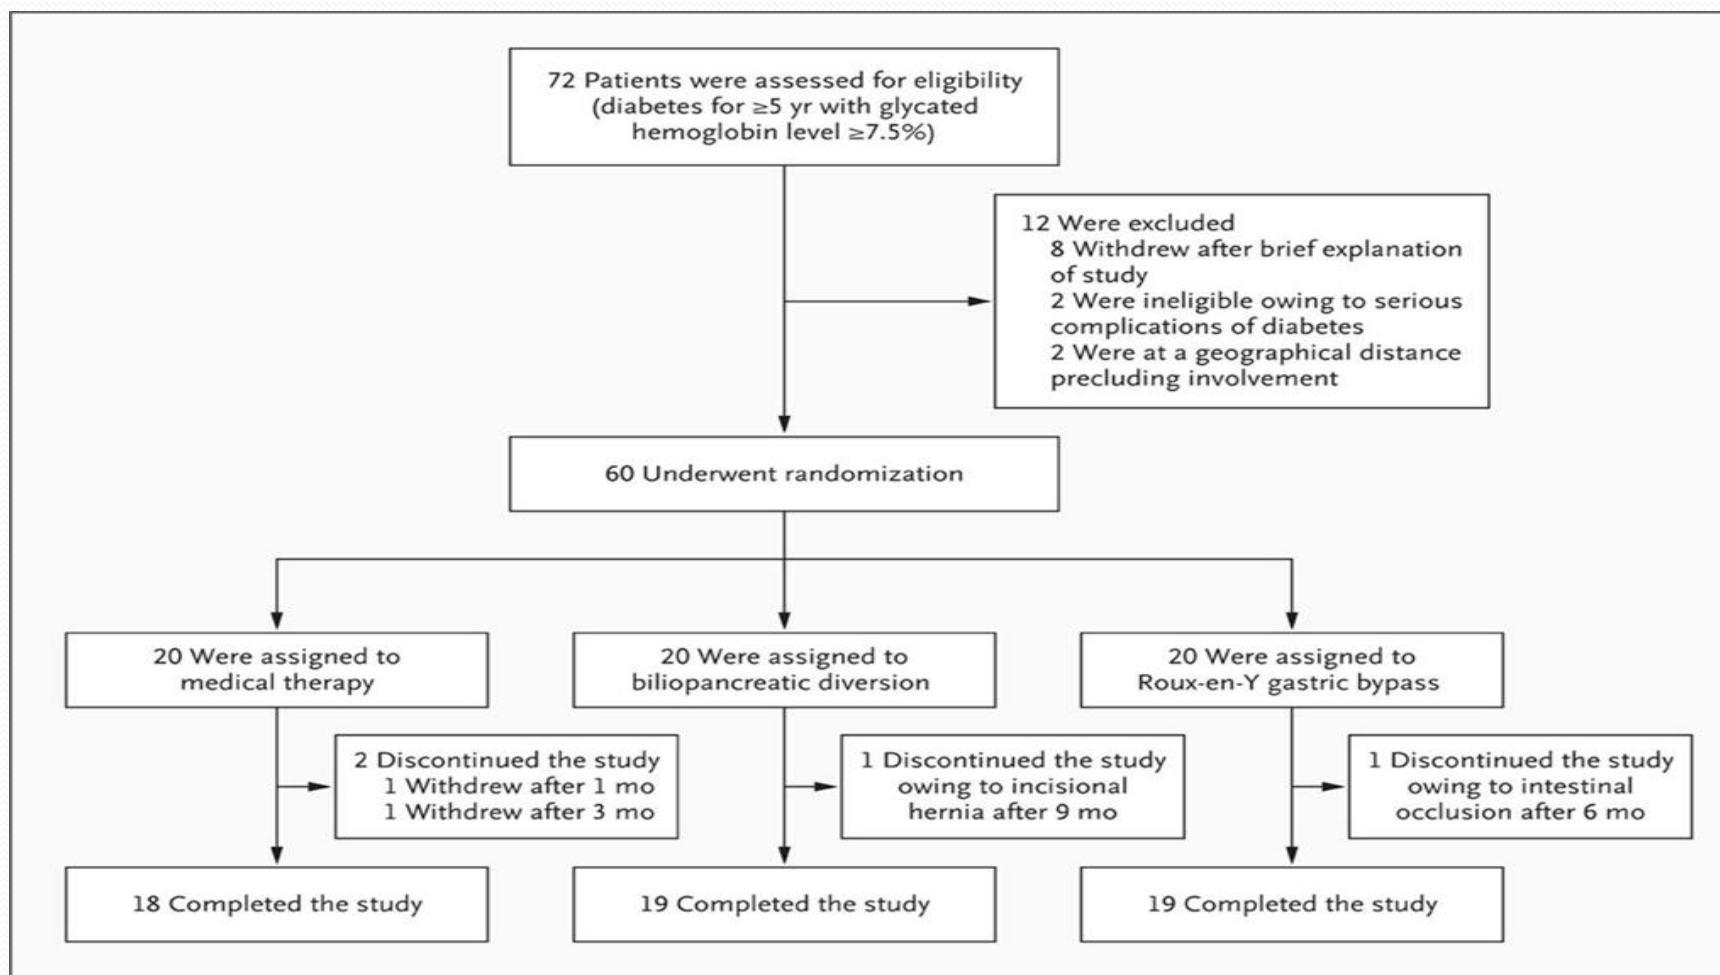 72 Patients were assessed for eligibility
(diabetes for ≥5 yr with glycated
hemoglobin level ≥7.5%)
12 Were excluded
8 Withdrew after brief explanation
of study
2 Were ineligible owing to serious
complications of diabetes
2 Were at a geographical distance
precluding involvement
60 Underwent randomization
20 Were assigned to
medical therapy
20 Were assigned to
biliopancreatic diversion
20 Were assigned to
Roux-en-Y gastric bypass
2 Discontinued the study
1 Withdrew after 1 mo
1 Withdrew after 3 mo
1 Discontinued the study
owing to incisional
hernia after 9 mo
1 Discontinued the study
owing to intestinal
occlusion after 6 mo
18 Completed the study
19 Completed the study
19 Completed the study